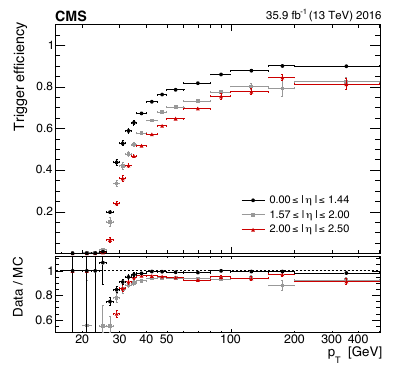 CMS 35.9 fb⁻¹ (13 TeV) 2016
Trigger efficiency
1
0.8
0.6
0.4
0.2
0.00 ≤ |η| ≤ 1.44
1.57 ≤ |η| ≤ 2.00
2.00 ≤ |η| ≤ 2.50
Data / MC
1
0.8
0.6
20 30 40 50 100 200 300
p_T [GeV]